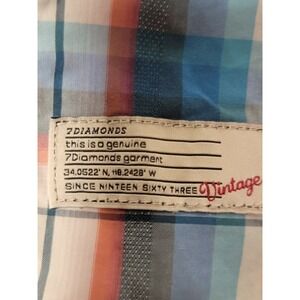 7DIAMONDS
this is a genuine
7Diamonds garment
34.0522' N, 118.2428' W
SINCE NINETEEN SIXTY THREE Vintage